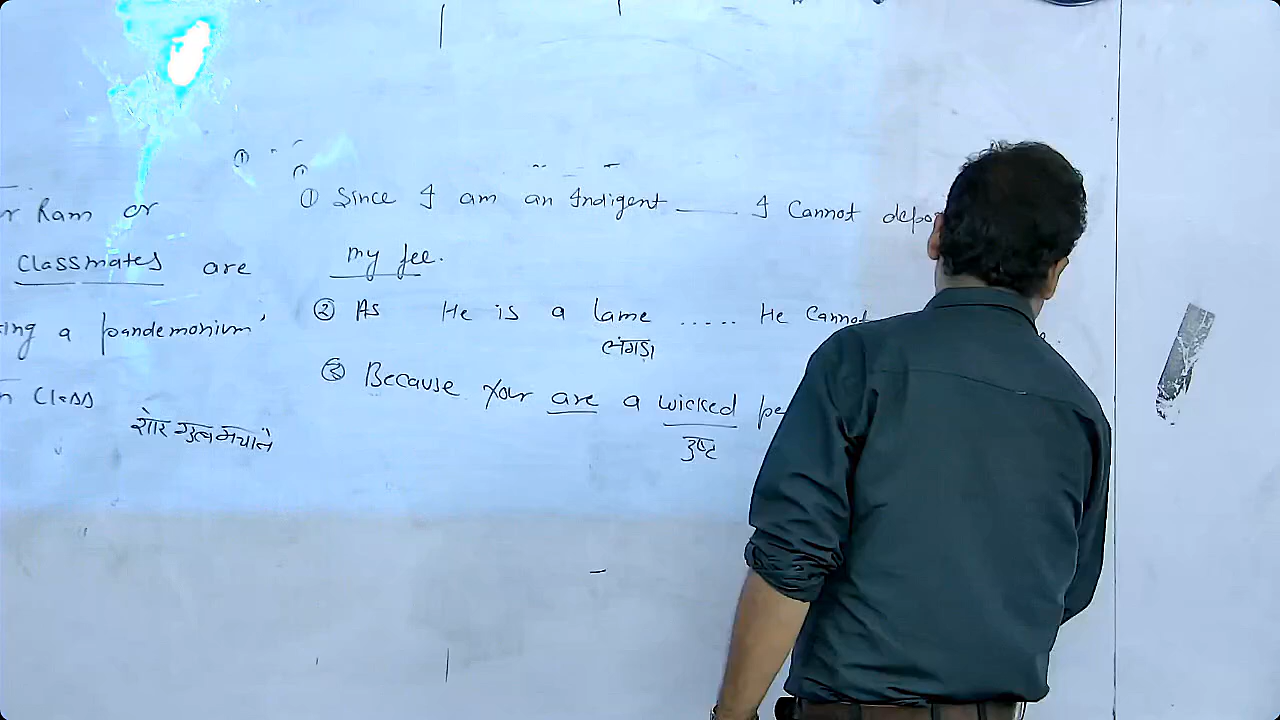 r Ram or
classmates are
ing a pandemonium'
n Class
शोर गुल मचाने
①
① Since I am an Indigent ___ I Cannot depo
my fee.
② As He is a lame ..... He Cannot
लंगड़ा
③ Because Your are a wicked pe
दुष्ट